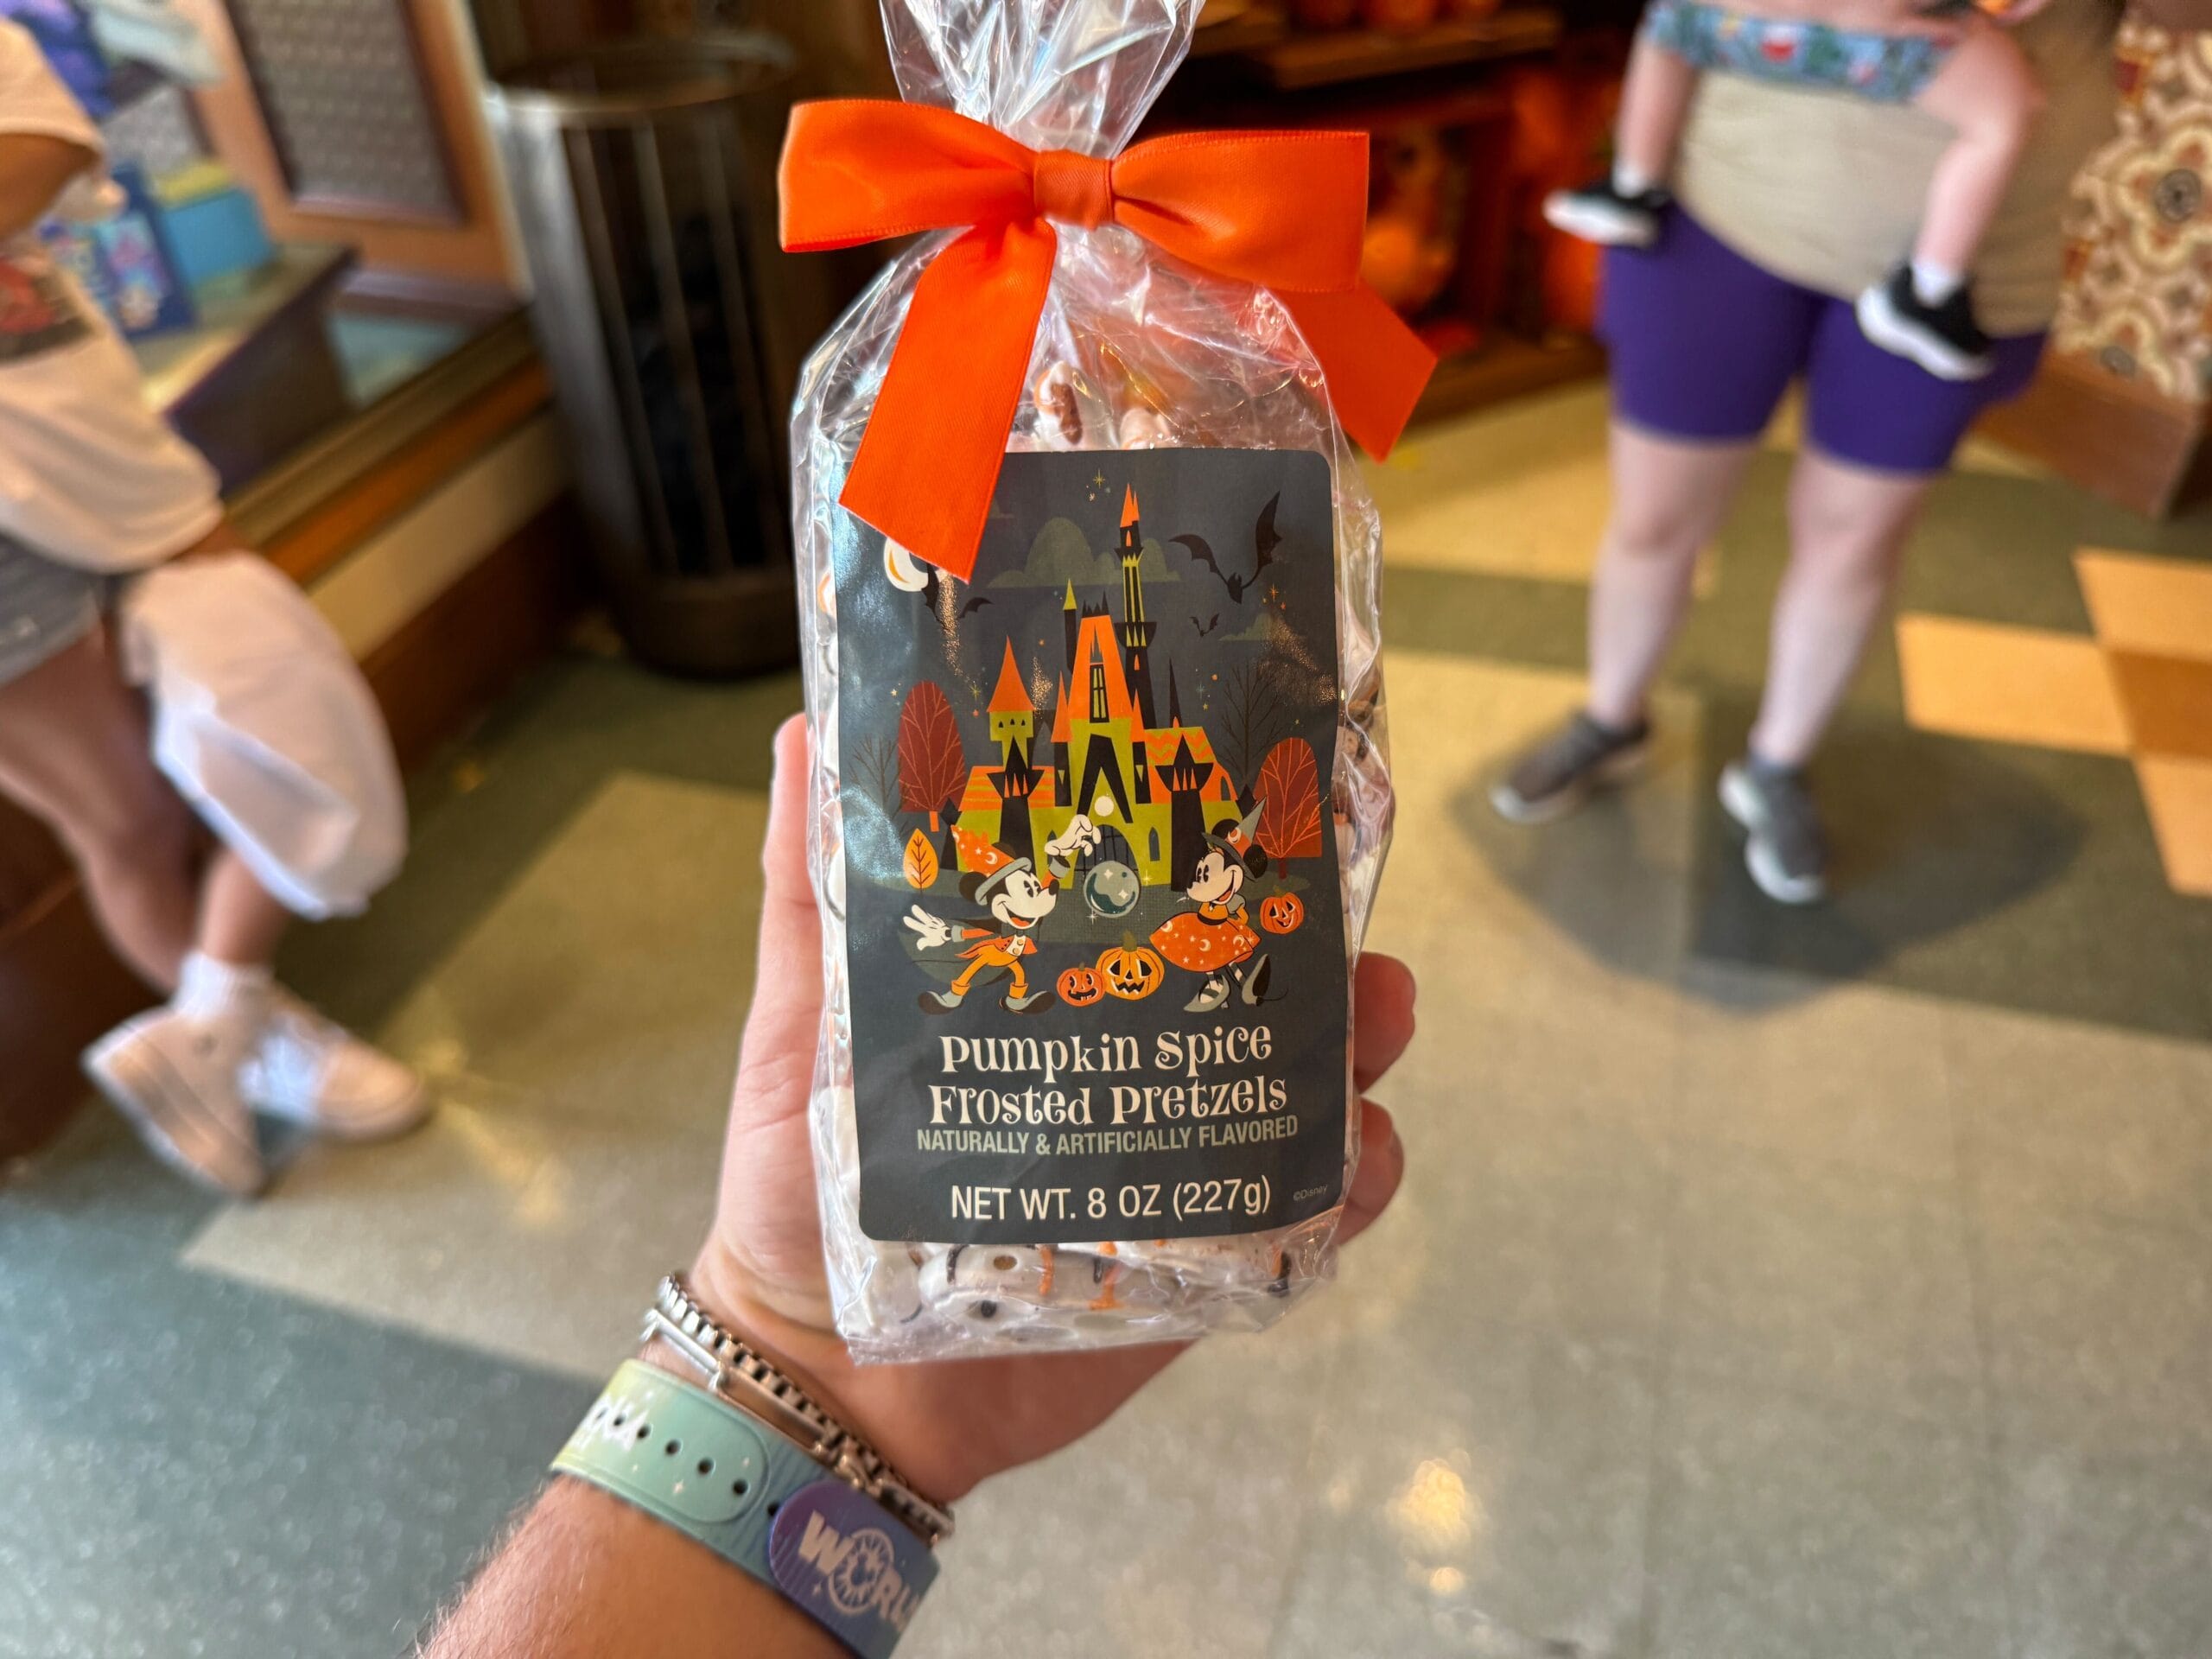 Pumpkin Spice
Frosted Pretzels
NATURALLY & ARTIFICIALLY FLAVORED
NET WT. 8 OZ (227g)
©Disney